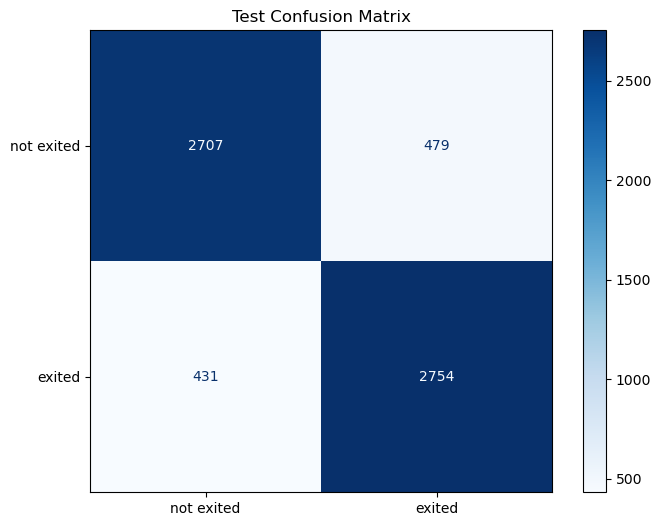 Test Confusion Matrix
not exited
2707
479
exited
431
2754
not exited
exited
2500
2000
1500
1000
500